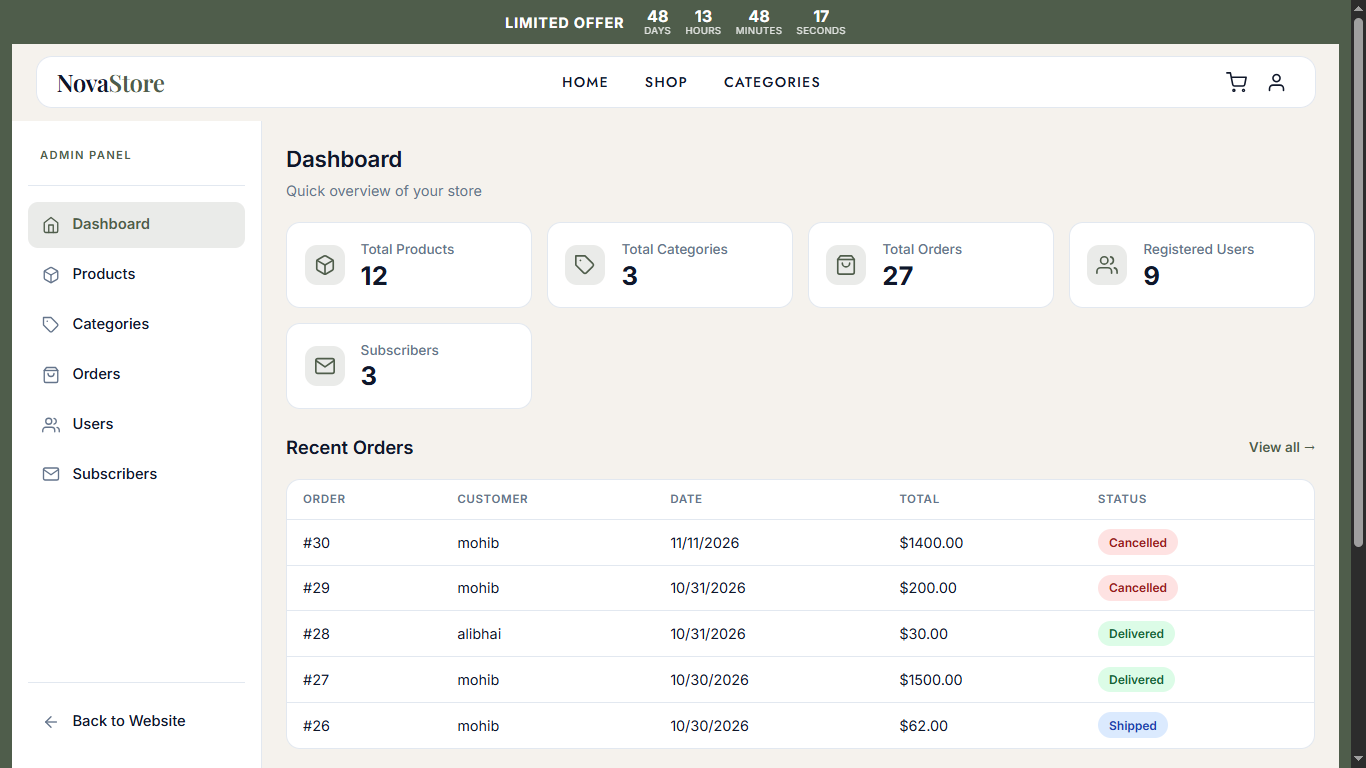 LIMITED OFFER 48 DAYS 13 HOURS 48 MINUTES 17 SECONDS
NovaStore HOME SHOP CATEGORIES
ADMIN PANEL
Dashboard
Products
Categories
Orders
Users
Subscribers
Back to Website
Dashboard
Quick overview of your store
Total Products
12
Total Categories
3
Total Orders
27
Registered Users
9
Subscribers
3
Recent Orders View all →
ORDER CUSTOMER DATE TOTAL STATUS
#30 mohib 11/11/2026 $1400.00 Cancelled
#29 mohib 10/31/2026 $200.00 Cancelled
#28 alibhai 10/31/2026 $30.00 Delivered
#27 mohib 10/30/2026 $1500.00 Delivered
#26 mohib 10/30/2026 $62.00 Shipped